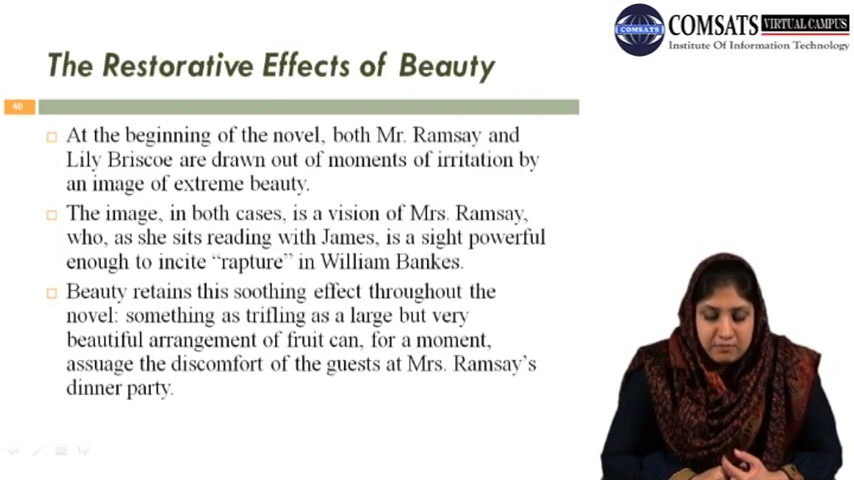 COMSATS VIRTUAL CAMPUS
Institute Of Information Technology
The Restorative Effects of Beauty
40
At the beginning of the novel, both Mr. Ramsay and
Lily Briscoe are drawn out of moments of irritation by
an image of extreme beauty.
The image, in both cases, is a vision of Mrs. Ramsay,
who, as she sits reading with James, is a sight powerful
enough to incite “rapture” in William Bankes.
Beauty retains this soothing effect throughout the
novel: something as trifling as a large but very
beautiful arrangement of fruit can, for a moment,
assuage the discomfort of the guests at Mrs. Ramsay’s
dinner party.